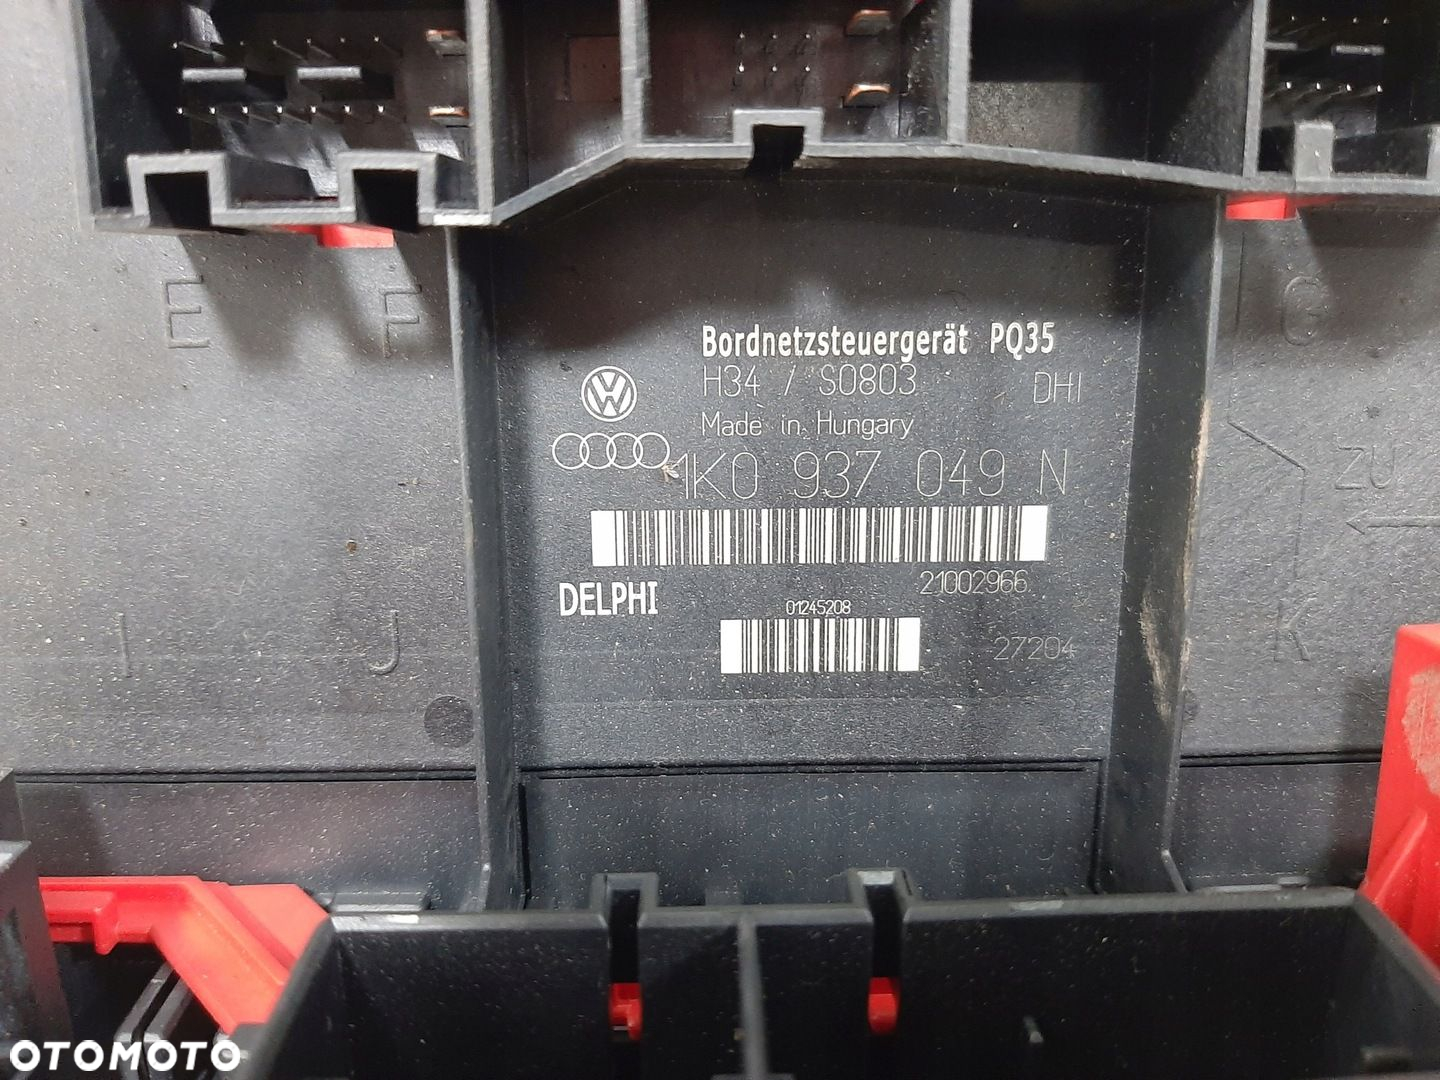 E
F
G
Bordnetzsteuergerät PQ35
H34 / S0803 DHI
Made in Hungary
1K0 937 049 N
ZU
21002966
DELPHI
01245208
27204
I
J
K
OTOMOTO